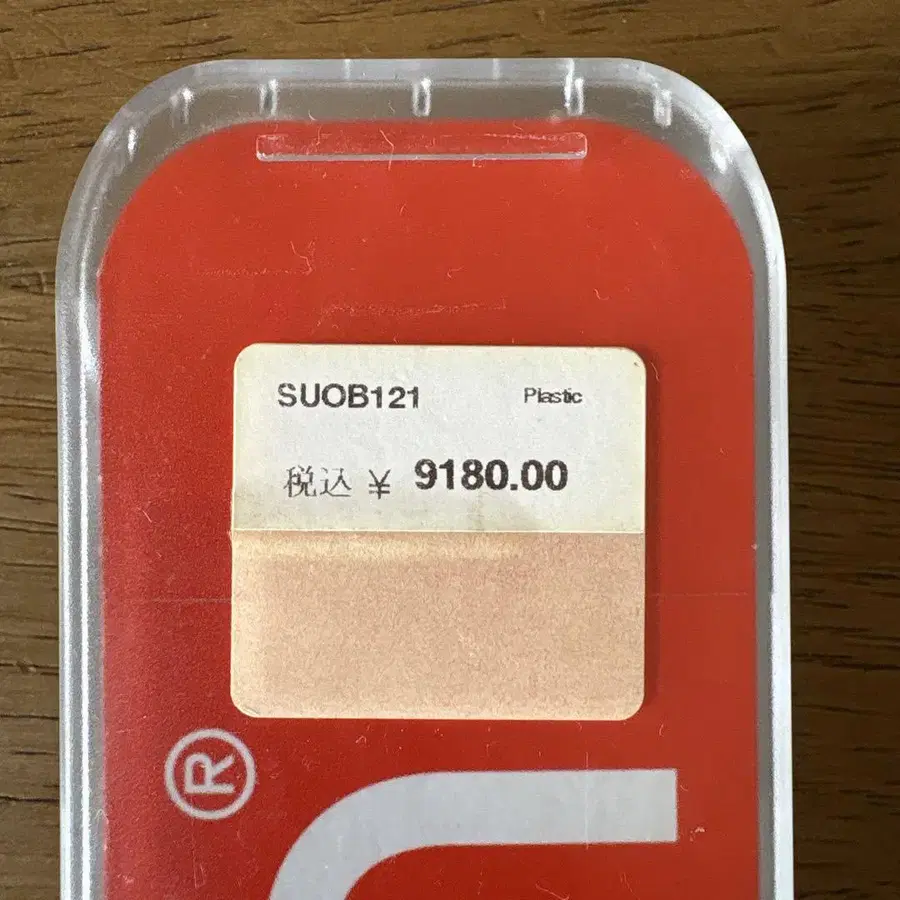 SUOB121 Plastic
税込 ¥ 9180.00
®